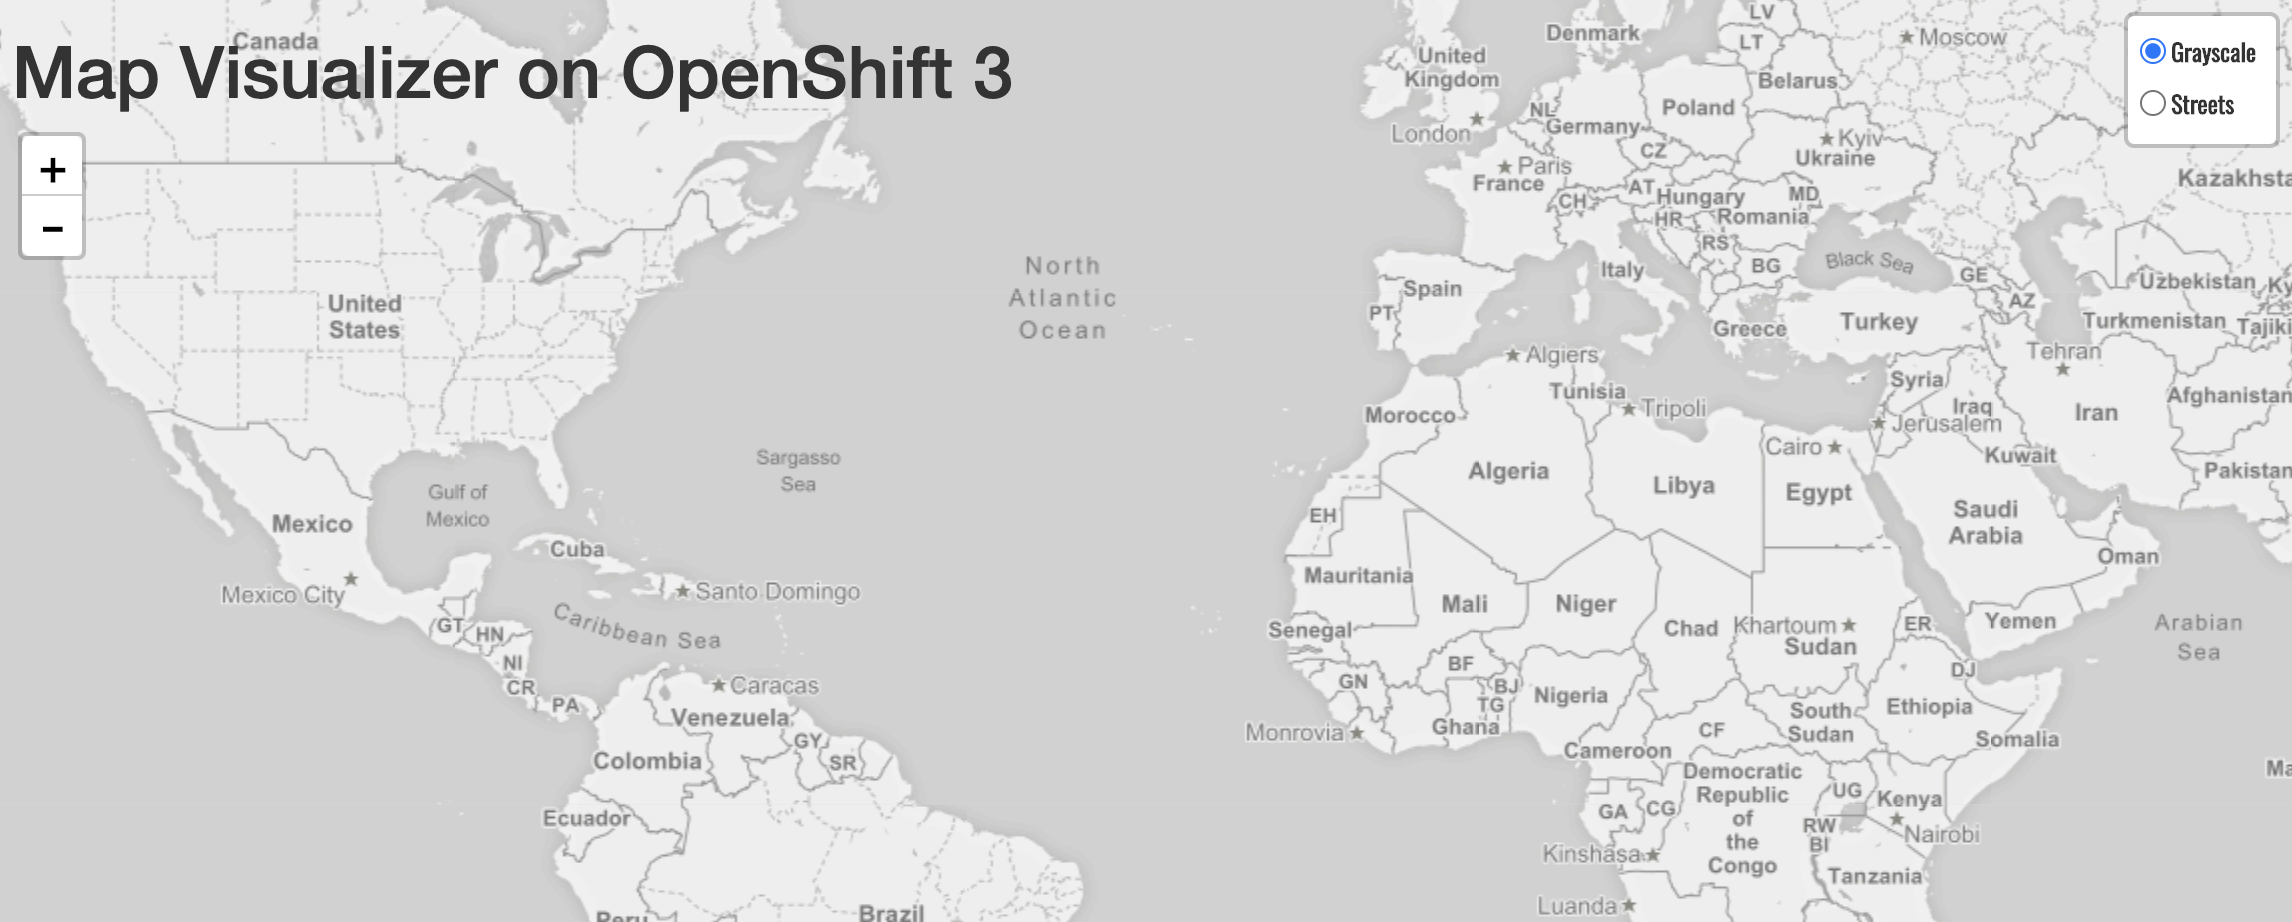 Map Visualizer on OpenShift 3
+
−
Grayscale
Streets
Canada
United
States
Mexico
Mexico City
Gulf of
Mexico
Cuba
Santo Domingo
Caribbean Sea
Sargasso
Sea
North
Atlantic
Ocean
GT
HN
NI
CR
PA
Caracas
Venezuela
GY
SR
Colombia
Ecuador
Peru
Brazil
United
Kingdom
London
Denmark
LV
LT
Moscow
Belarus
Poland
NL
Germany
CZ
Kyiv
Ukraine
Paris
France
AT
Hungary
MD
CH
HR
Romania
RS
BG
Black Sea
Italy
Spain
PT
Greece
Turkey
GE
AZ
Kazakhsta
Uzbekistan
Ky
Turkmenistan
Tajiki
Tehran
Afghanistan
Iran
Pakistan
Algiers
Tunisia
Tripoli
Morocco
Syria
Iraq
Jerusalem
Cairo
Kuwait
Algeria
Libya
Egypt
Saudi
Arabia
Oman
EH
Mauritania
Mali
Niger
Chad
Khartoum
Sudan
ER
Yemen
Arabian
Sea
Senegal
BF
DJ
GN
BJ
TG
Nigeria
Ghana
Monrovia
Ethiopia
South
Sudan
CF
Somalia
Cameroon
Democratic
Republic
of
the
Congo
UG
Kenya
GA
CG
RW
BI
Nairobi
Kinshasa
Tanzania
Luanda
Ma